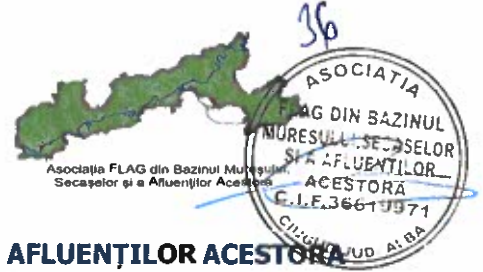 36
Asociația FLAG din Bazinul Mureșului,
Secașelor și a Afluenților Acestora
ASOCIAȚIA
FLAG DIN BAZINUL
MUREȘULUI, SECAȘELOR
ȘI A AFLUENȚILOR
ACESTORA
C.I.F.
JUD ALBA
AFLUENȚILOR ACESTORA